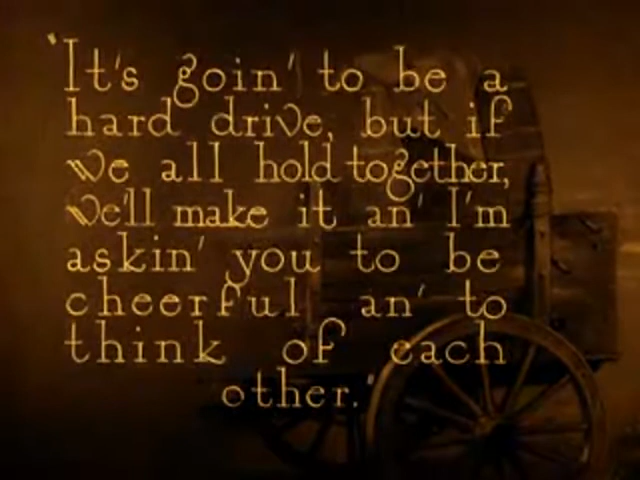 "It's goin' to be a
hard drive, but if
we all hold together,
we'll make it an' I'm
askin' you to be
cheerful an' to
think of each
other."